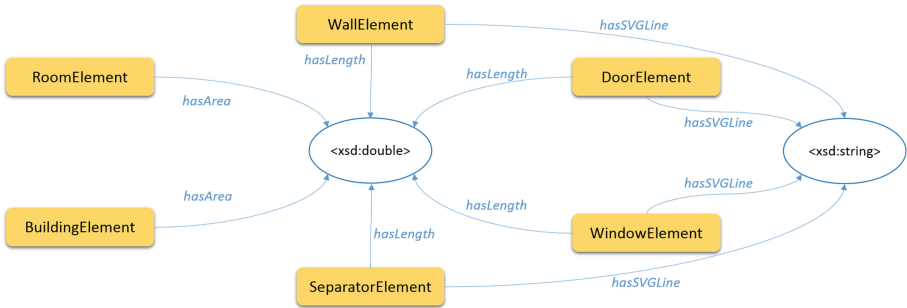 WallElement
hasSVGLine
hasLength
RoomElement
hasLength
DoorElement
hasArea
hasSVGLine
<xsd:double>
<xsd:string>
hasArea
hasSVGLine
hasLength
BuildingElement
hasLength
WindowElement
SeparatorElement
hasSVGLine